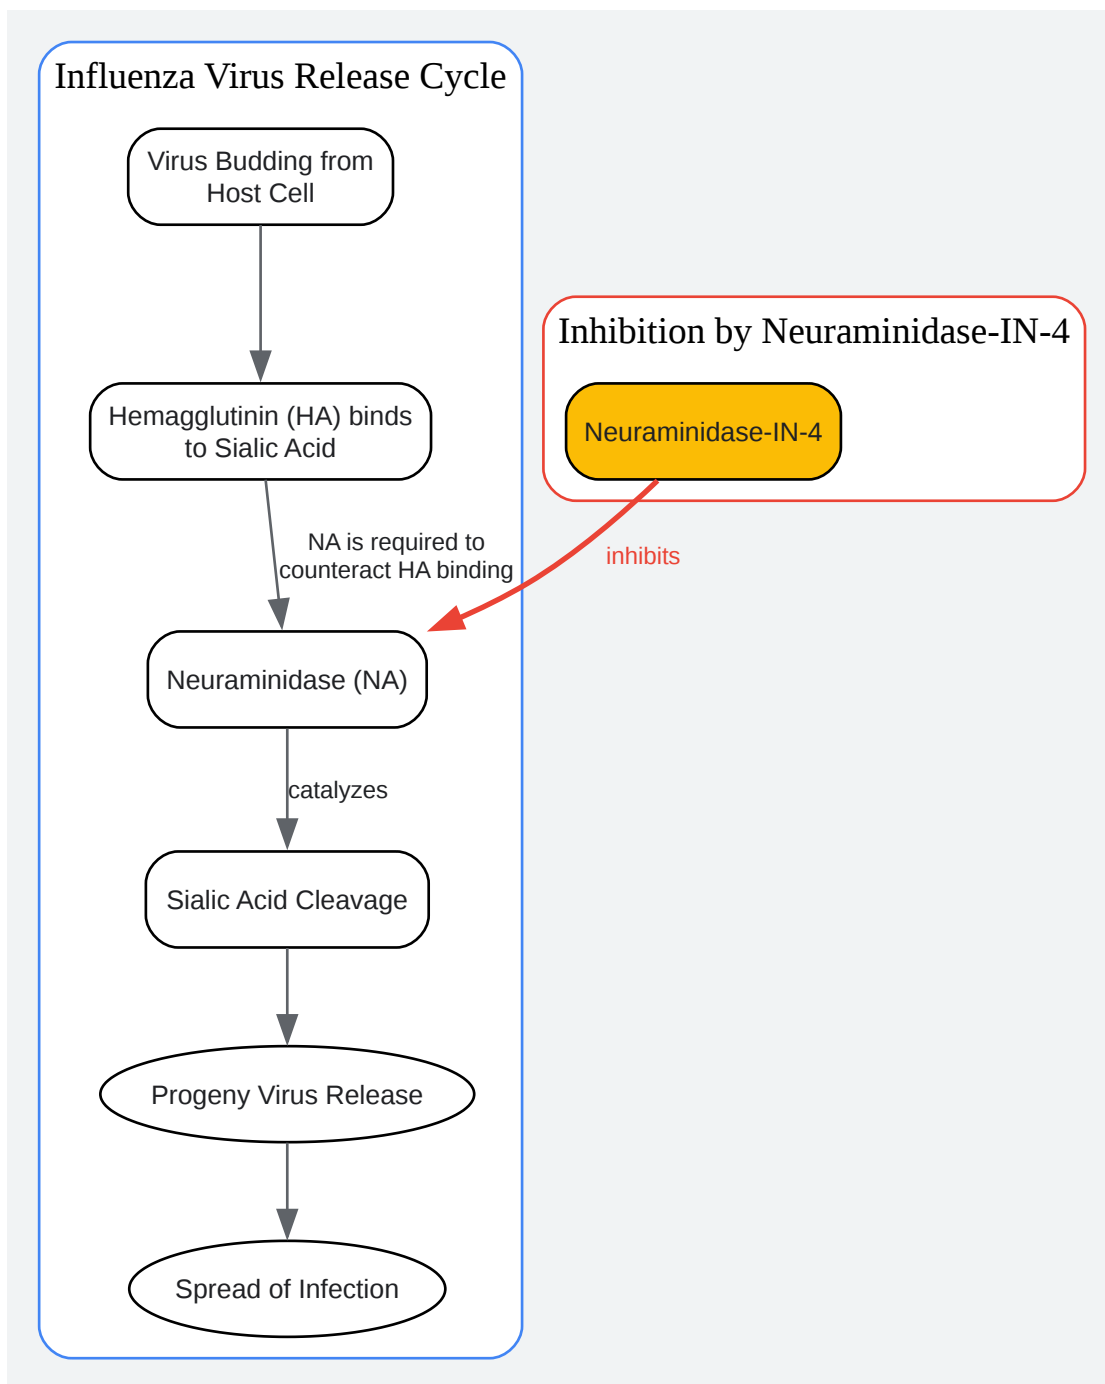 Influenza Virus Release Cycle
Virus Budding from
Host Cell
Inhibition by Neuraminidase-IN-4
Hemagglutinin (HA) binds
to Sialic Acid
Neuraminidase-IN-4
NA is required to
counteract HA binding
inhibits
Neuraminidase (NA)
catalyzes
Sialic Acid Cleavage
Progeny Virus Release
Spread of Infection